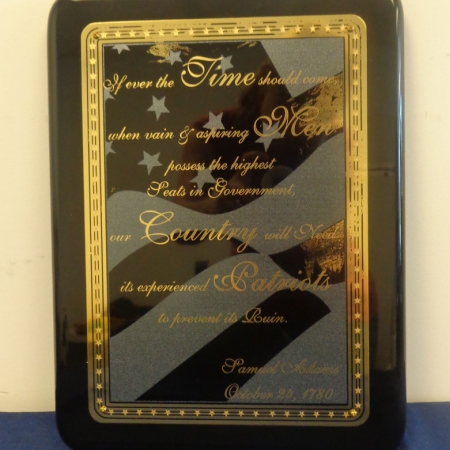 If ever the Time should come,
when vain & aspiring Men
possess the highest
Seats in Government,
our Country will Need
its experienced Patriots
to prevent its Ruin.
Samuel Adams
October 24, 1780